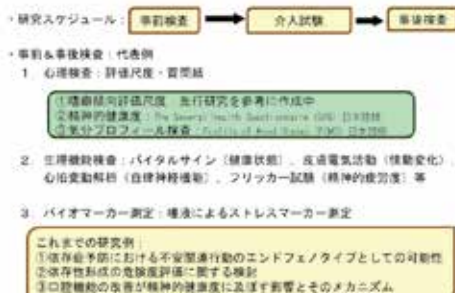 ・研究スケジュール： 事前検査 介入試験 事後検査
・事前＆事後検査：代表例
1. 心理検査：評価尺度・質問紙
①嗜癖傾向評価尺度：先行研究を参考に作成中
②精神的健康度：The General Health Questionnaire (GHQ) 日本語版
③気分プロフィール検査：Profile of Mood States (POMS) 日本語版
2. 生理機能検査：バイタルサイン（健康状態）、皮膚電気活動（情動変化）、
心拍変動解析（自律神経機能）、フリッカー試験（精神的疲労度）等
3. バイオマーカー測定：唾液によるストレスマーカー測定
これまでの研究例：
①依存症予防における不安関連行動のエンドフェノタイプとしての可能性
②依存性形成の危険度評価に関する検討
③口腔機能の改善が精神的健康度に及ぼす影響とそのメカニズム